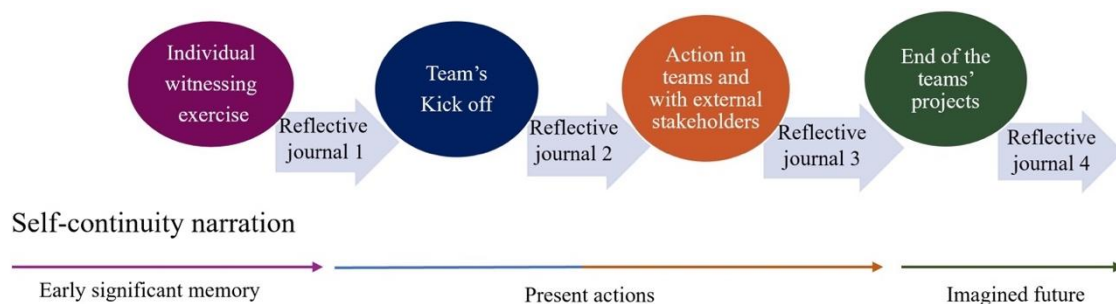 Individual
witnessing
exercise
Reflective
journal 1
Team’s
Kick off
Reflective
journal 2
Action in
teams and
with external
stakeholders
Reflective
journal 3
End of the
teams’
projects
Reflective
journal 4
Self-continuity narration
Early significant memory
Present actions
Imagined future